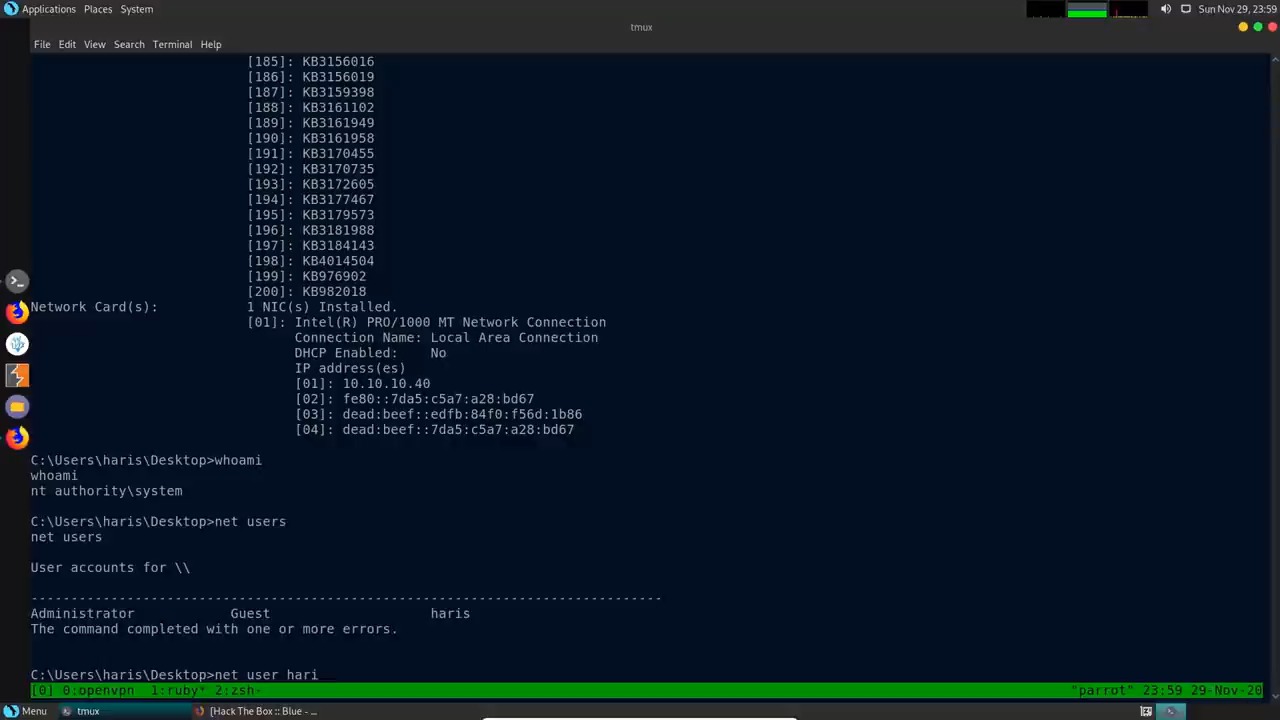 Applications Places System
Sun Nov 29, 23:59
tmux
File Edit View Search Terminal Help
[185]: KB3156016
[186]: KB3156019
[187]: KB3159398
[188]: KB3161102
[189]: KB3161949
[190]: KB3161958
[191]: KB3170455
[192]: KB3170735
[193]: KB3172605
[194]: KB3177467
[195]: KB3179573
[196]: KB3181988
[197]: KB3184143
[198]: KB4014504
[199]: KB976902
[200]: KB982018
Network Card(s): 1 NIC(s) Installed.
[01]: Intel(R) PRO/1000 MT Network Connection
Connection Name: Local Area Connection
DHCP Enabled: No
IP address(es)
[01]: 10.10.10.40
[02]: fe80::7da5:c5a7:a28:bd67
[03]: dead:beef::edfb:84f0:f56d:1b86
[04]: dead:beef::7da5:c5a7:a28:bd67
C:\Users\haris\Desktop>whoami
whoami
nt authority\system
C:\Users\haris\Desktop>net users
net users
User accounts for \\
-------------------------------------------------------------------------------
Administrator Guest haris
The command completed with one or more errors.
C:\Users\haris\Desktop>net user hari
[0] 0:openvpn 1:ruby* 2:zsh- "parrot" 23:59 29-Nov-20
Menu tmux [Hack The Box :: Blue - ...